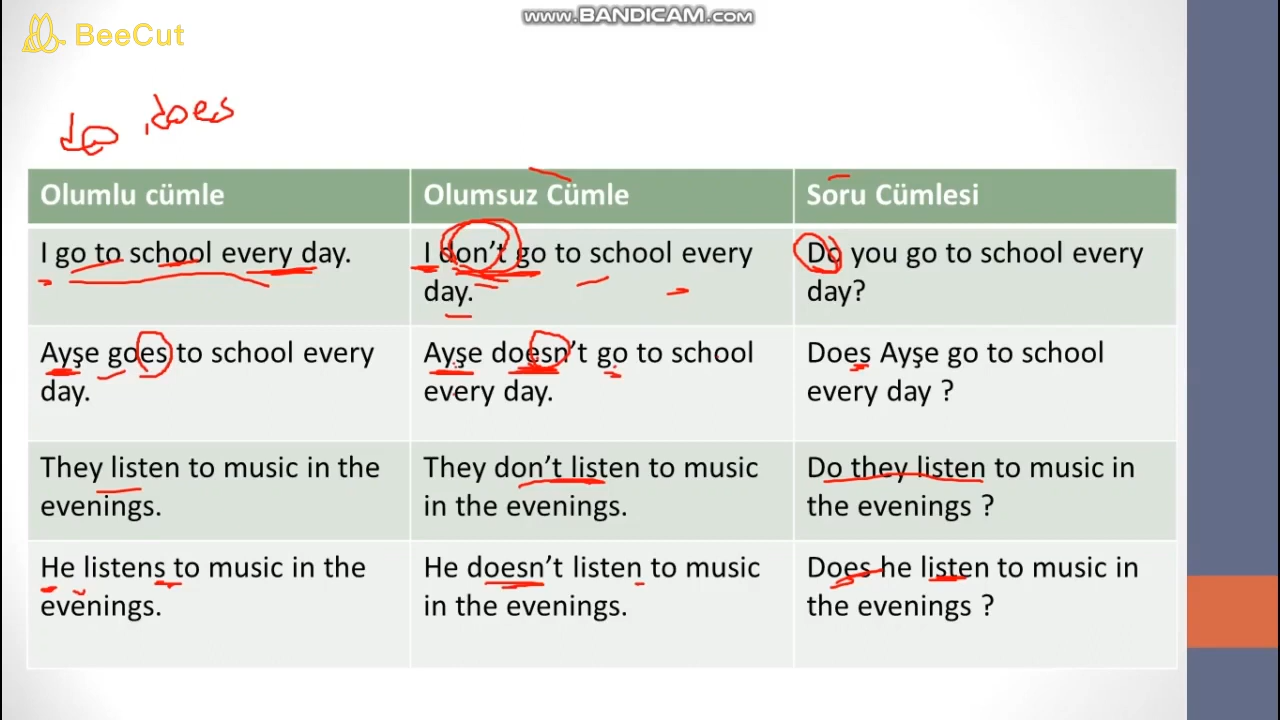 www.BANDICAM.com
BeeCut
do, does
Olumlu cümle
Olumsuz Cümle
Soru Cümlesi
I go to school every day.
I don't go to school every
day.
Do you go to school every
day?
Ayşe goes to school every
day.
Ayşe doesn't go to school
every day.
Does Ayşe go to school
every day ?
They listen to music in the
evenings.
They don't listen to music
in the evenings.
Do they listen to music in
the evenings ?
He listens to music in the
evenings.
He doesn't listen to music
in the evenings.
Does he listen to music in
the evenings ?